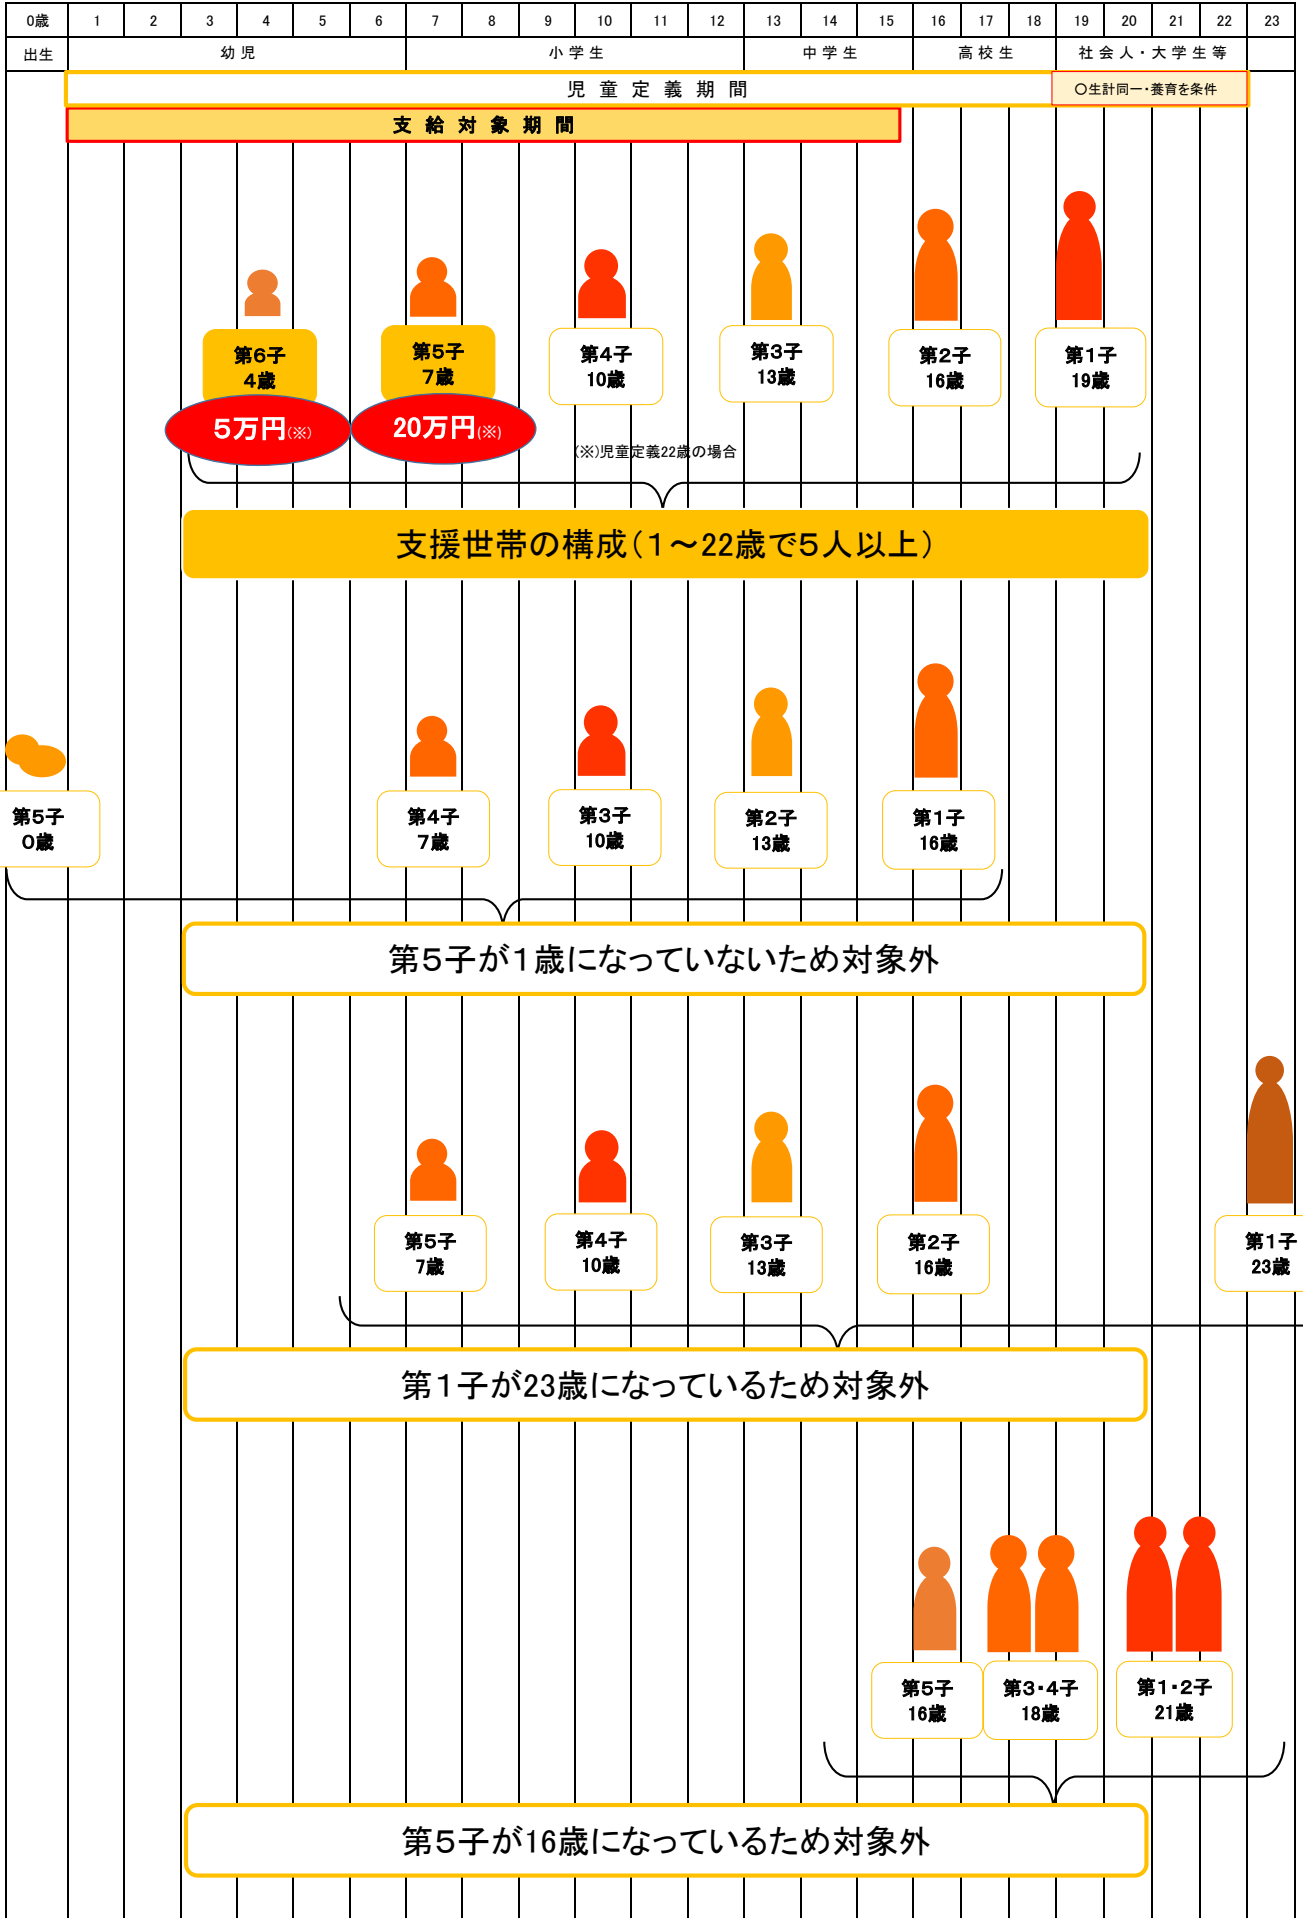 0歳 1 2 3 4 5 6 7 8 9 10 11 12 13 14 15 16 17 18 19 20 21 22 23
出生 幼児 小学生 中学生 高校生 社会人・大学生等
児童定義期間 〇生計同一・養育を条件
支給対象期間
第6子
4歳
5万円(※)
第5子
7歳
20万円(※)
第4子
10歳
第3子
13歳
第2子
16歳
第1子
19歳
(※)児童定義22歳の場合
支援世帯の構成(1～22歳で5人以上)
第5子
0歳
第4子
7歳
第3子
10歳
第2子
13歳
第1子
16歳
第5子が1歳になっていないため対象外
第5子
7歳
第4子
10歳
第3子
13歳
第2子
16歳
第1子
23歳
第1子が23歳になっているため対象外
第5子
16歳
第3・4子
18歳
第1・2子
21歳
第5子が16歳になっているため対象外